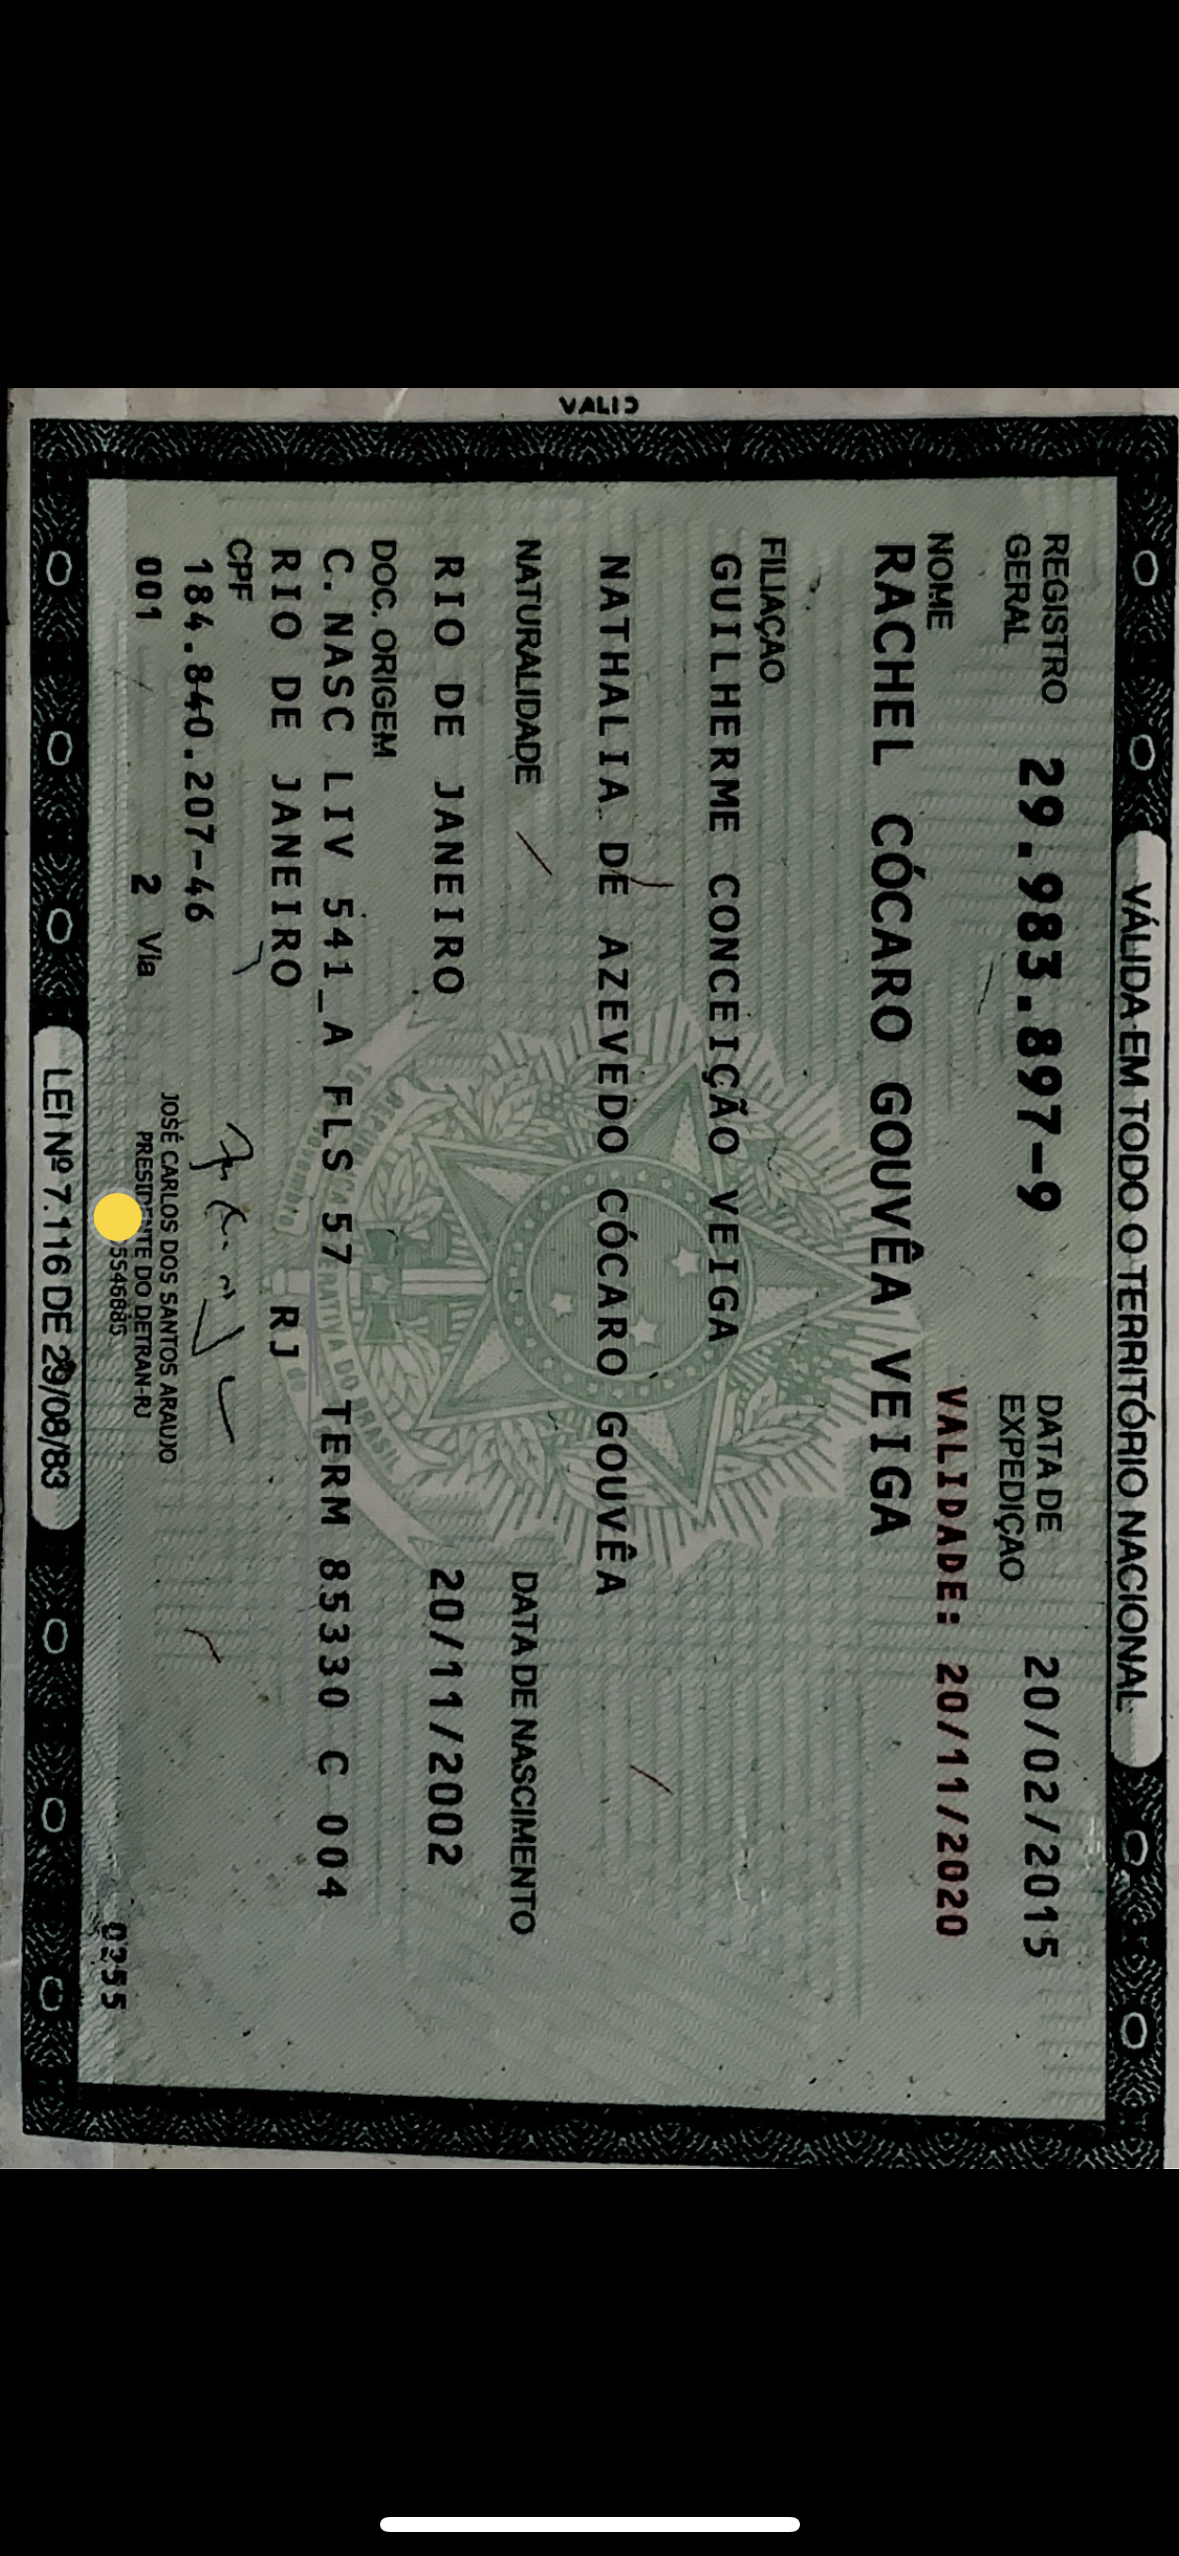 VALID
VÁLIDA EM TODO O TERRITÓRIO NACIONAL
REGISTRO GERAL 29.983.897-9 DATA DE EXPEDIÇÃO 20/02/2015
VALIDADE: 20/11/2020
NOME
RACHEL CÓCARO GOUVÊA VEIGA
FILIAÇÃO
GUILHERME CONCEIÇÃO VEIGA
NATHALIA DE AZEVEDO CÓCARO GOUVÊA
NATURALIDADE DATA DE NASCIMENTO
RIO DE JANEIRO 20/11/2002
DOC. ORIGEM
C. NASC LIV 541_A FLS 57 TERM 85330 C 004
RIO DE JANEIRO RJ
CPF
184.840.207-46
001 2 Via
JOSÉ CARLOS DOS SANTOS ARAUJO
PRESIDENTE DO DETRAN-RJ
0255
LEI Nº 7.116 DE 29/08/83